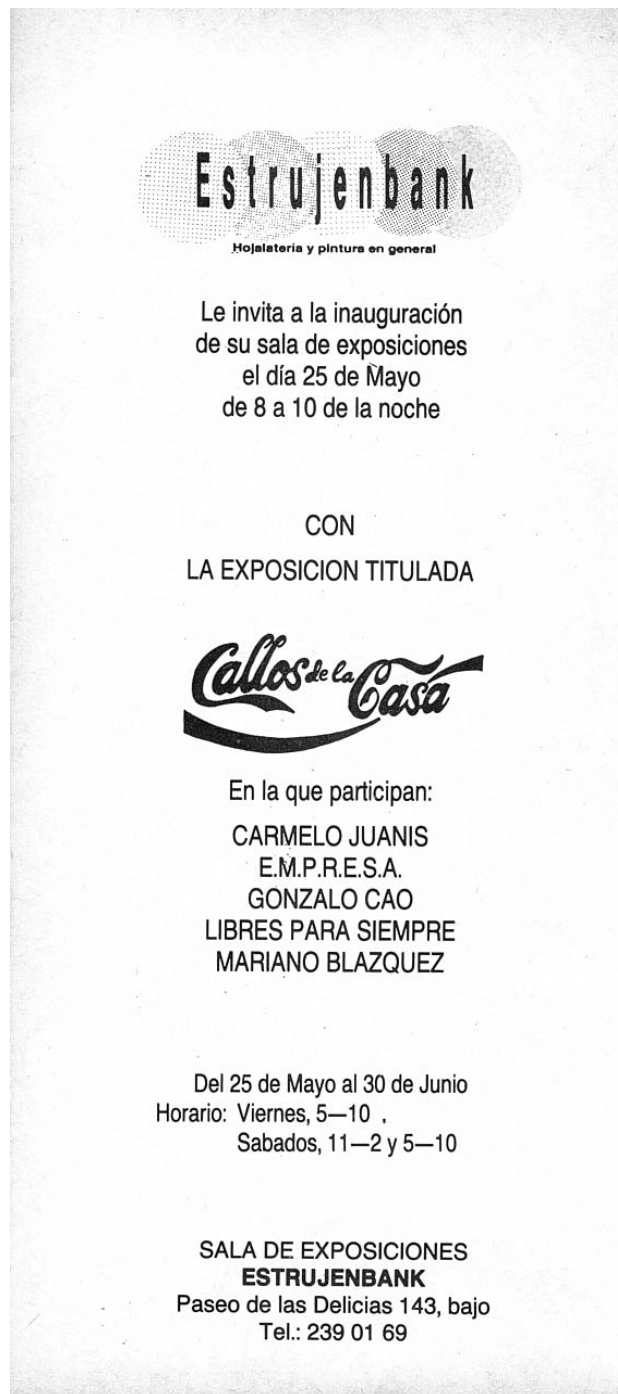 Estrujenbank
Hojalatería y pintura en general
Le invita a la inauguración
de su sala de exposiciones
el día 25 de Mayo
de 8 a 10 de la noche
CON
LA EXPOSICION TITULADA
Callos de la Casa
En la que participan:
CARMELO JUANIS
E.M.P.R.E.S.A.
GONZALO CAO
LIBRES PARA SIEMPRE
MARIANO BLAZQUEZ
Del 25 de Mayo al 30 de Junio
Horario: Viernes, 5—10 .
Sabados, 11—2 y 5—10
SALA DE EXPOSICIONES
ESTRUJENBANK
Paseo de las Delicias 143, bajo
Tel.: 239 01 69